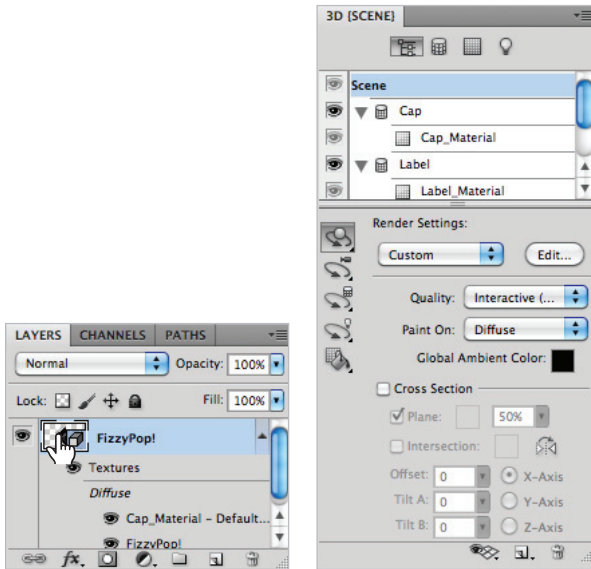 LAYERS CHANNELS PATHS
Normal Opacity: 100%
Lock: Fill: 100%
FizzyPop!
Textures
Diffuse
Cap_Material - Default...
FizzyPop!
3D {SCENE}
Scene
Cap
Cap_Material
Label
Label_Material
Render Settings:
Custom Edit...
Quality: Interactive (...
Paint On: Diffuse
Global Ambient Color:
Cross Section
Plane: 50%
Intersection:
Offset: 0 X-Axis
Tilt A: 0 Y-Axis
Tilt B: 0 Z-Axis